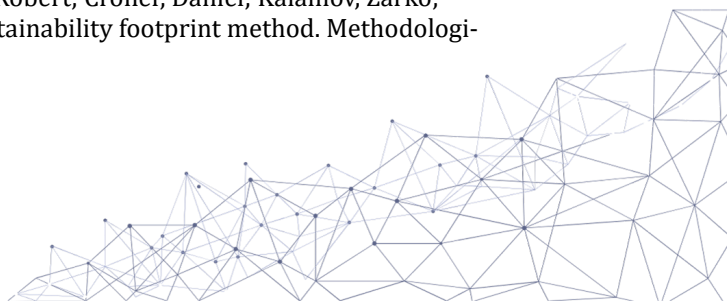 Robert, Croner, Daniel, Kalamov, Zarko,
tainability footprint method. Methodologi-